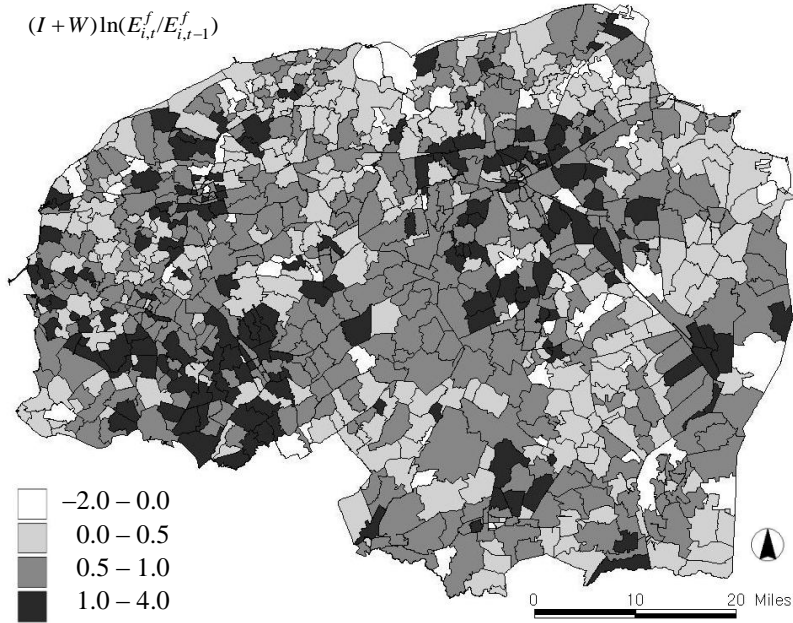 (I + W) ln(E^f_{i,t}/E^f_{i,t−1})
−2.0 – 0.0
0.0 – 0.5
0.5 – 1.0
1.0 – 4.0
0 10 20 Miles